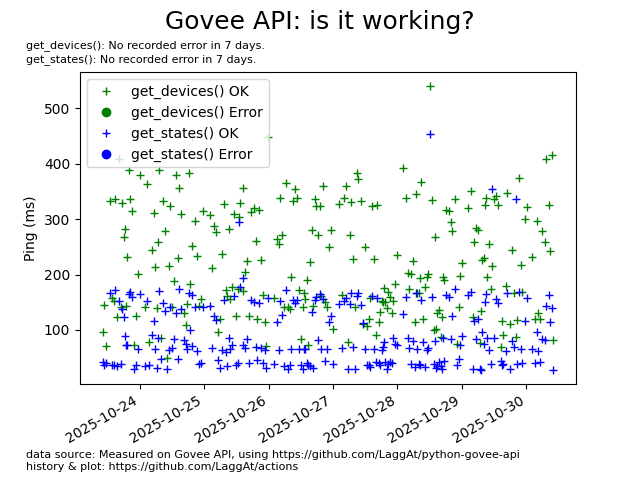 Govee API: is it working?
get_devices(): No recorded error in 7 days.
get_states(): No recorded error in 7 days.
get_devices() OK
get_devices() Error
get_states() OK
get_states() Error
500
400
300
200
100
Ping (ms)
2025-10-24
2025-10-25
2025-10-26
2025-10-27
2025-10-28
2025-10-29
2025-10-30
data source: Measured on Govee API, using https://github.com/LaggAt/python-govee-api
history & plot: https://github.com/LaggAt/actions